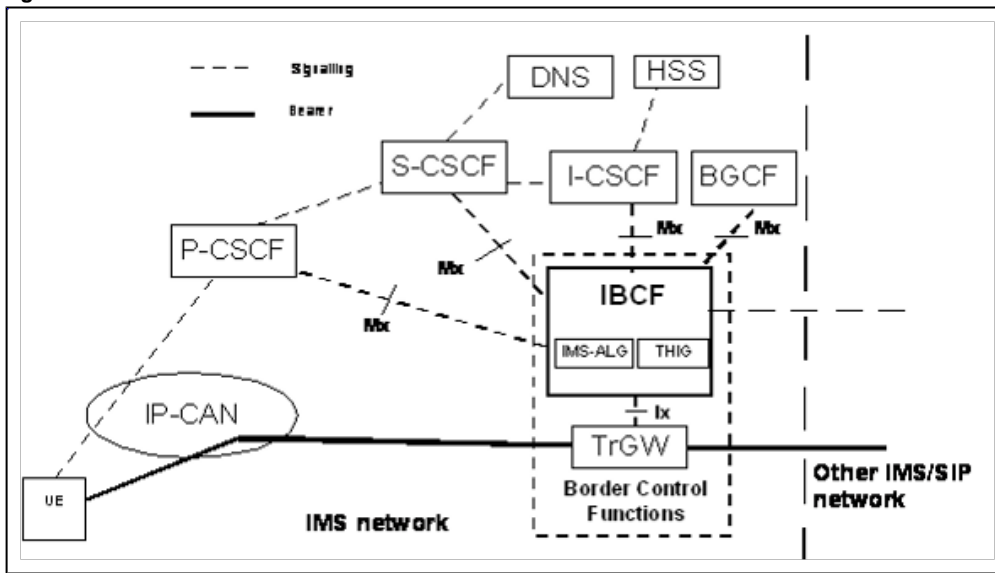 Signalling
Bearer
DNS
HSS
S-CSCF
I-CSCF
BGCF
P-CSCF
Mx
Mx
Mx
Mx
IBCF
IMS-ALG
THIG
IP-CAN
Ix
TrGW
UE
Border Control
Functions
IMS network
Other IMS/SIP
network